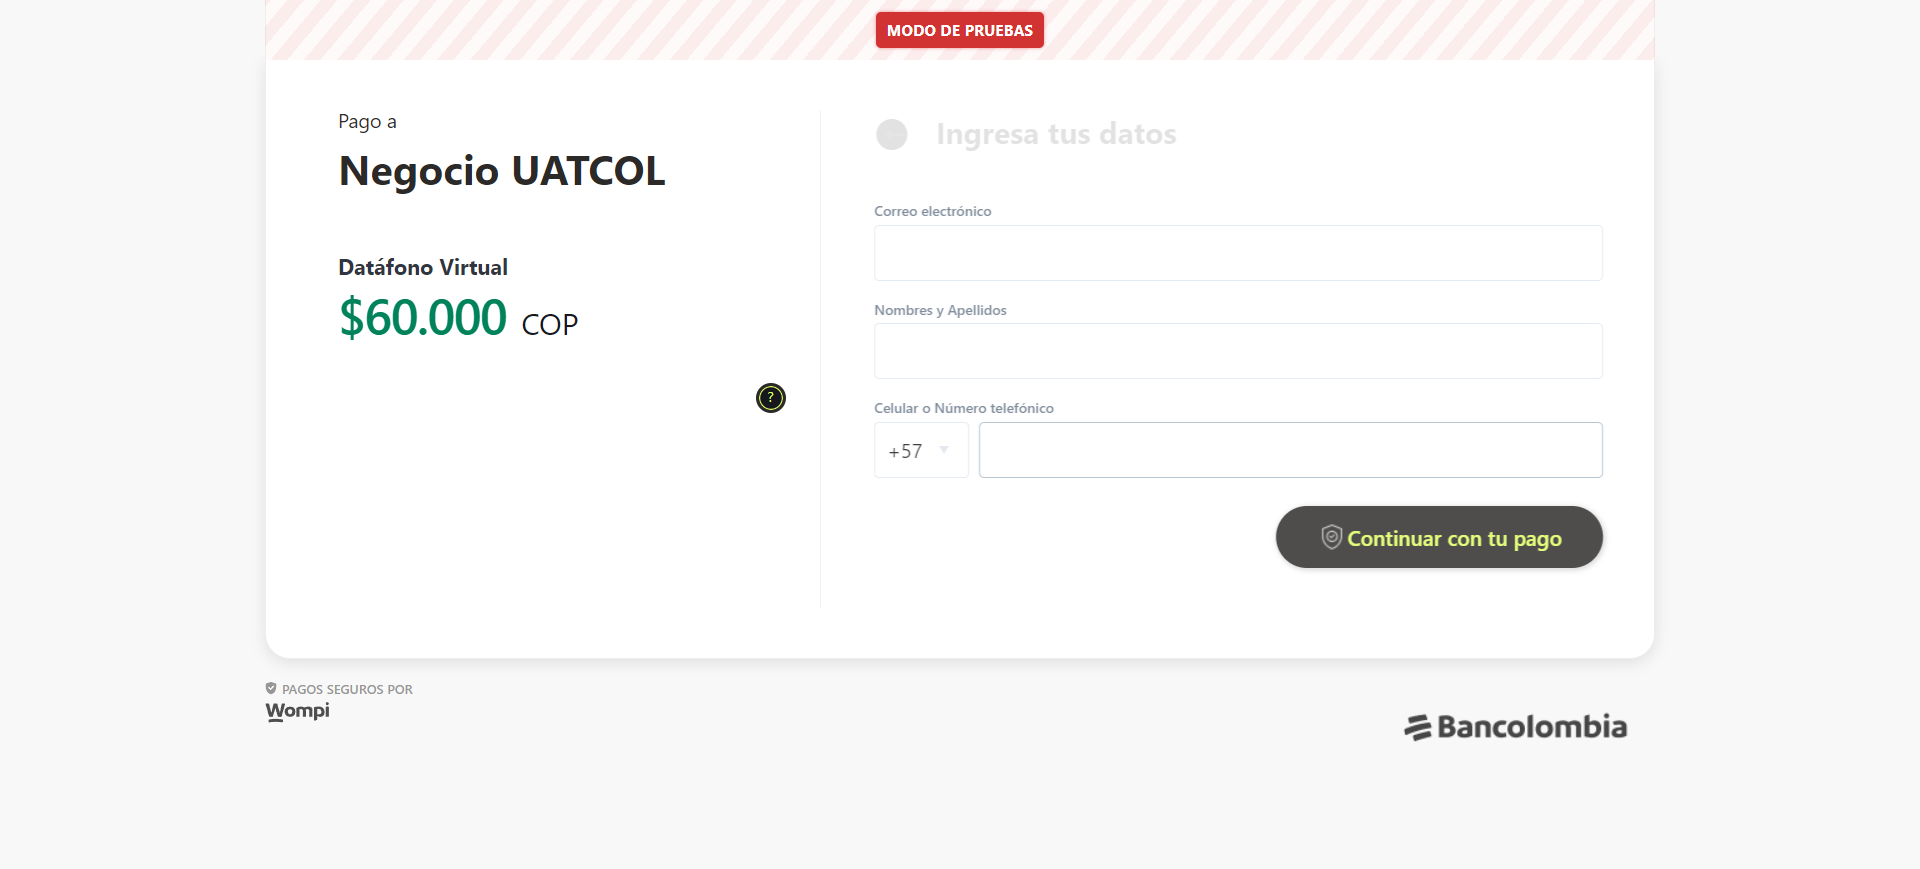 MODO DE PRUEBAS
Pago a
Negocio UATCOL
Datáfono Virtual
$60.000 COP
?
Ingresa tus datos
Correo electrónico
Nombres y Apellidos
Celular o Número telefónico
+57
Continuar con tu pago
PAGOS SEGUROS POR
Wompi
Bancolombia